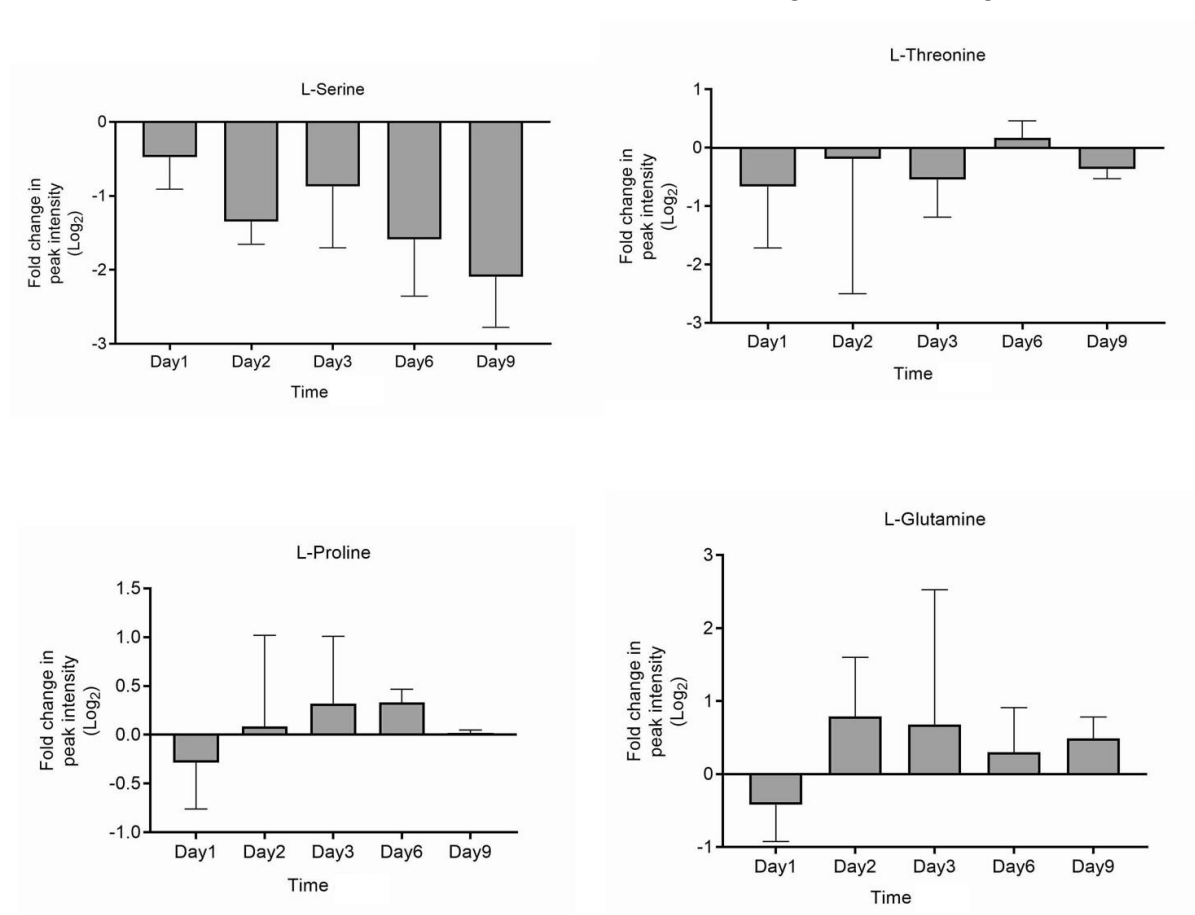 L-Serine
0
-1
-2
-3
Fold change in
peak intensity
(Log2)
Day1 Day2 Day3 Day6 Day9
Time
L-Threonine
1
0
-1
-2
-3
Fold change in
peak intensity
(Log2)
Day1 Day2 Day3 Day6 Day9
Time
L-Proline
1.5
1.0
0.5
0.0
-0.5
-1.0
Fold change in
peak intensity
(Log2)
Day1 Day2 Day3 Day6 Day9
Time
L-Glutamine
3
2
1
0
-1
Fold change in
peak intensity
(Log2)
Day1 Day2 Day3 Day6 Day9
Time